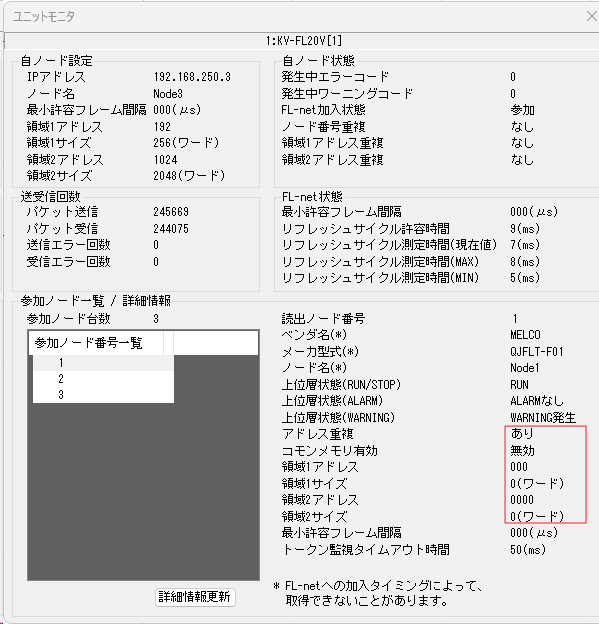 ユニットモニタ
1:KV-FL20V[1]
自ノード設定
IPアドレス 192.168.250.3
ノード名 Node3
最小許容フレーム間隔 000(μs)
領域1アドレス 192
領域1サイズ 256(ワード)
領域2アドレス 1024
領域2サイズ 2048(ワード)
自ノード状態
発生中エラーコード 0
発生中ワーニングコード 0
FL-net加入状態 参加
ノード番号重複 なし
領域1アドレス重複 なし
領域2アドレス重複 なし
送受信回数
パケット送信 245669
パケット受信 244075
送信エラー回数 0
受信エラー回数 0
FL-net状態
最小許容フレーム間隔 000(μs)
リフレッシュサイクル許容時間 9(ms)
リフレッシュサイクル測定時間(現在値) 7(ms)
リフレッシュサイクル測定時間(MAX) 8(ms)
リフレッシュサイクル測定時間(MIN) 5(ms)
参加ノード一覧 / 詳細情報
参加ノード台数 3
参加ノード番号一覧
1
2
3
詳細情報更新
読出ノード番号 1
ベンダ名(*) MELCO
メーカ型式(*) QJFLT-F01
ノード名(*) Node1
上位層状態(RUN/STOP) RUN
上位層状態(ALARM) ALARMなし
上位層状態(WARNING) WARNING発生
アドレス重複 あり
コモンメモリ有効 無効
領域1アドレス 000
領域1サイズ 0(ワード)
領域2アドレス 0000
領域2サイズ 0(ワード)
最小許容フレーム間隔 000(μs)
トークン監視タイムアウト時間 50(ms)
* FL-netへの加入タイミングによって、
取得できないことがあります。